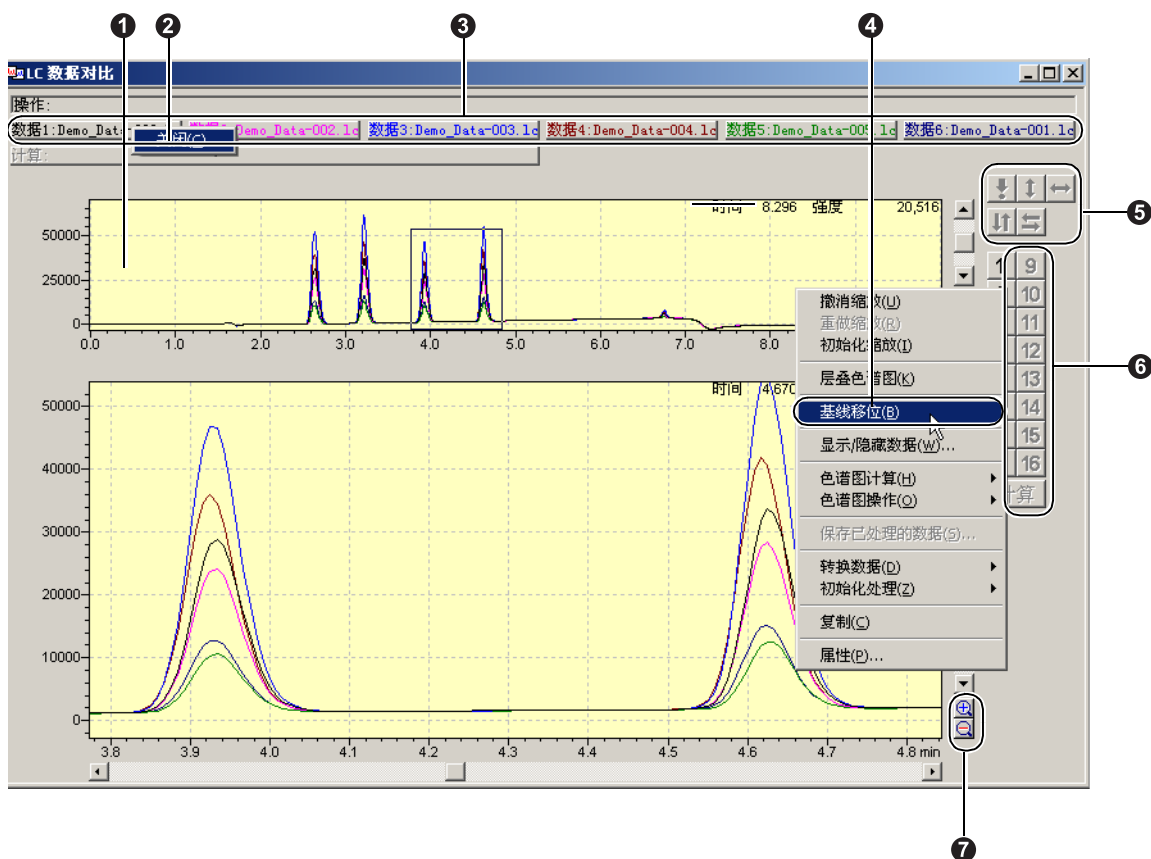 1 2 3 4
LC 数据对比
操作:
数据1:Demo_Dat 数据3:Demo_Data-003.lc 数据4:Demo_Data-004.lc 数据5:Demo_Data-005.lc 数据6:Demo_Data-001.lc
Demo_Data-002.lc
关闭(C)
计算:
时间 8.296 强度 20,516
50000
25000
0
0.0 1.0 2.0 3.0 4.0 5.0 6.0 7.0 8.0
5
1 9
10
11
12
13
14
15
16
计算
6
撤消缩放(U)
重做缩放(R)
初始化缩放(I)
层叠色谱图(K)
基线移位(B)
显示/隐藏数据(W)...
色谱图计算(H)
色谱图操作(O)
保存已处理的数据(S)...
转换数据(D)
初始化处理(Z)
复制(C)
属性(P)...
时间 4.670
50000
40000
30000
20000
10000
0
3.8 3.9 4.0 4.1 4.2 4.3 4.4 4.5 4.6 4.7 4.8 min
7